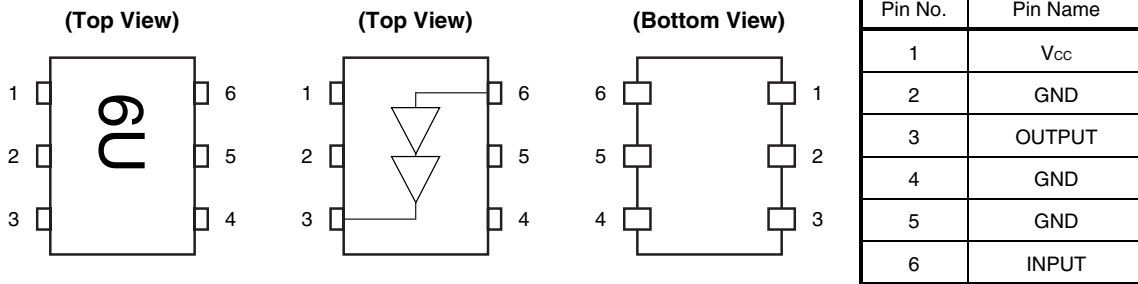 (Top View)
1 6
2 5
3 4
6U
(Top View)
1 6
2 5
3 4
(Bottom View)
6 1
5 2
4 3
Pin No. Pin Name
1 VCC
2 GND
3 OUTPUT
4 GND
5 GND
6 INPUT